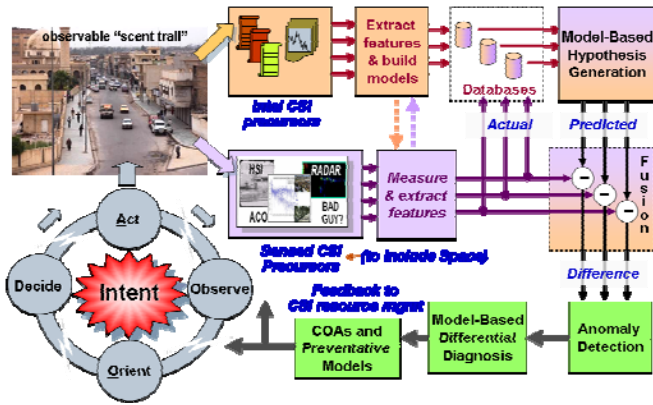 observable “scent trail”
Intel CSI
precursors
Extract
features
& build
models
Databases
Model-Based
Hypothesis
Generation
Actual
Predicted
HSI
RADAR
ACO
BAD
GUY?
Measure
& extract
features
Fusion
Sensed CSI
Precursors
(to include Space)
Difference
Act
Decide
Intent
Observe
Orient
Feedback to
CSI resource mgmt
COAs and
Preventative
Models
Model-Based
Differential
Diagnosis
Anomaly
Detection